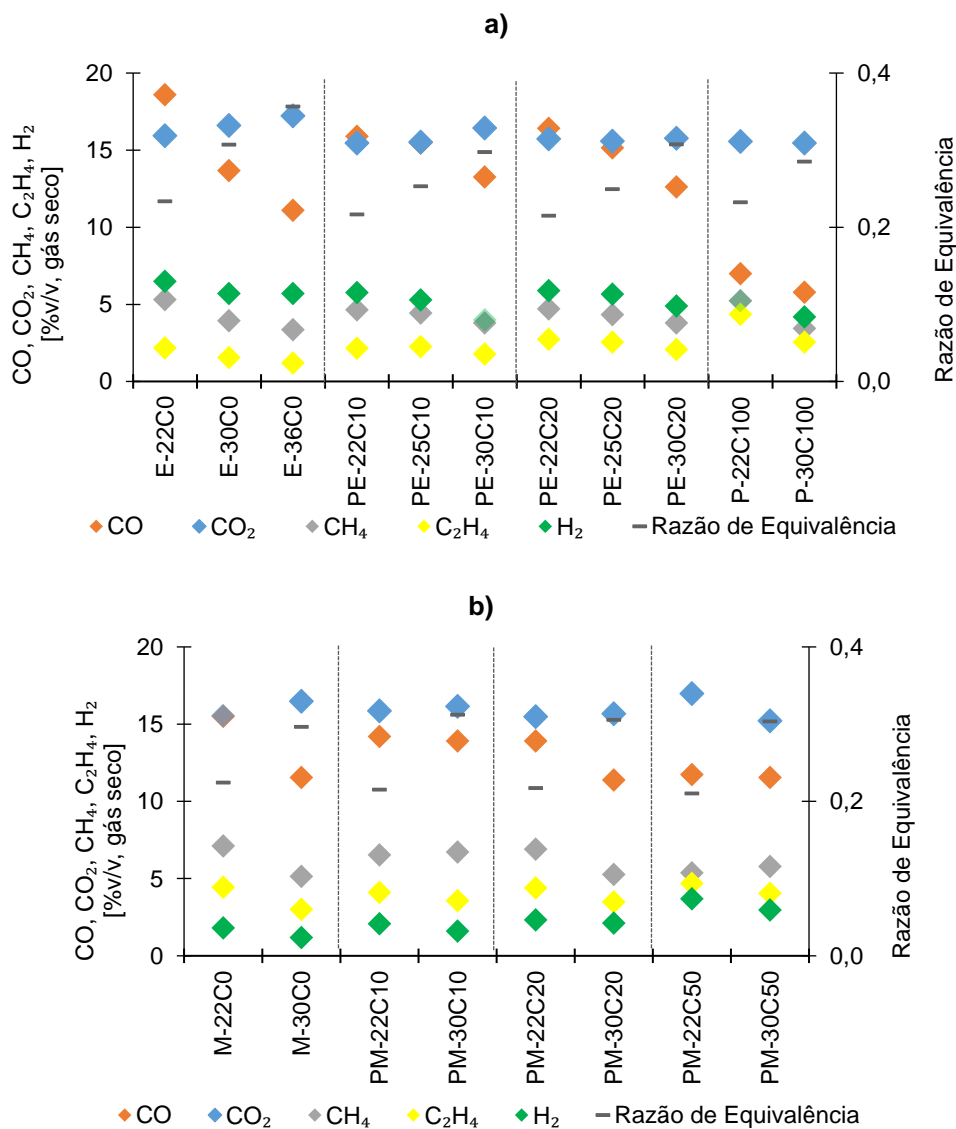 a)
CO, CO₂, CH₄, C₂H₄, H₂
[%v/v, gás seco]
20
15
10
5
0
0,4
0,2
0,0
Razão de Equivalência
E-22C0
E-30C0
E-36C0
PE-22C10
PE-25C10
PE-30C10
PE-22C20
PE-25C20
PE-30C20
P-22C100
P-30C100
CO CO₂ CH₄ C₂H₄ H₂ Razão de Equivalência
b)
CO, CO₂, CH₄, C₂H₄, H₂
[%v/v, gás seco]
20
15
10
5
0
0,4
0,2
0,0
Razão de Equivalência
M-22C0
M-30C0
PM-22C10
PM-30C10
PM-22C20
PM-30C20
PM-22C50
PM-30C50
CO CO₂ CH₄ C₂H₄ H₂ Razão de Equivalência